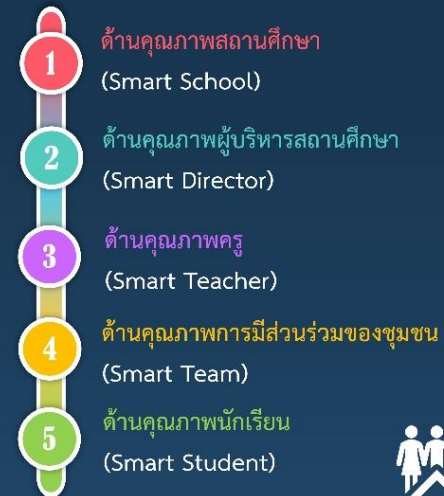 1
ด้านคุณภาพสถานศึกษา
(Smart School)
2
ด้านคุณภาพผู้บริหารสถานศึกษา
(Smart Director)
3
ด้านคุณภาพครู
(Smart Teacher)
4
ด้านคุณภาพการมีส่วนร่วมของชุมชน
(Smart Team)
5
ด้านคุณภาพนักเรียน
(Smart Student)